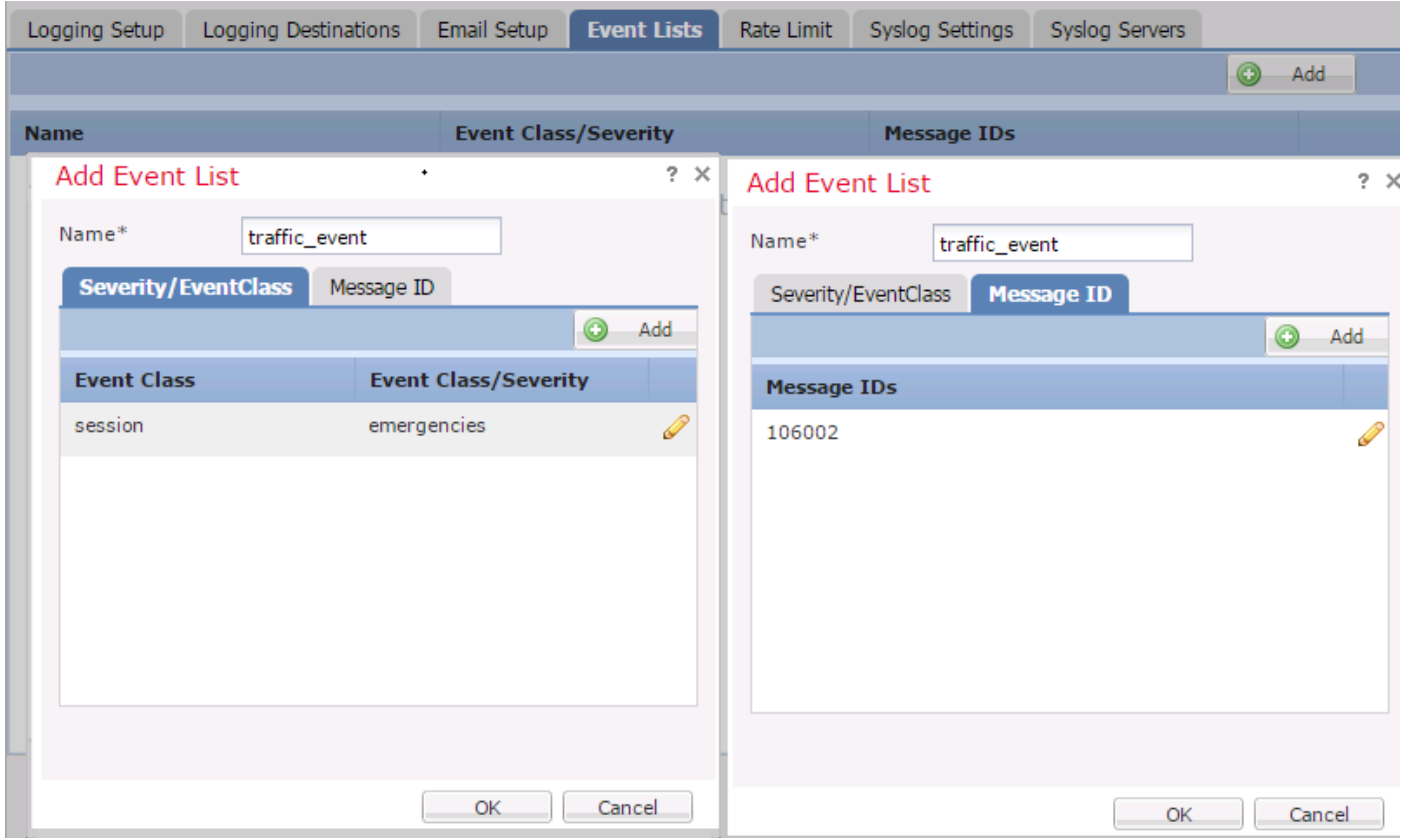 Logging Setup Logging Destinations Email Setup Event Lists Rate Limit Syslog Settings Syslog Servers
Add
Name Event Class/Severity Message IDs
Add Event List ? ×
Name* traffic_event
Severity/EventClass Message ID
Add
Event Class Event Class/Severity
session emergencies
OK Cancel
Add Event List ? ×
Name* traffic_event
Severity/EventClass Message ID
Add
Message IDs
106002
OK Cancel